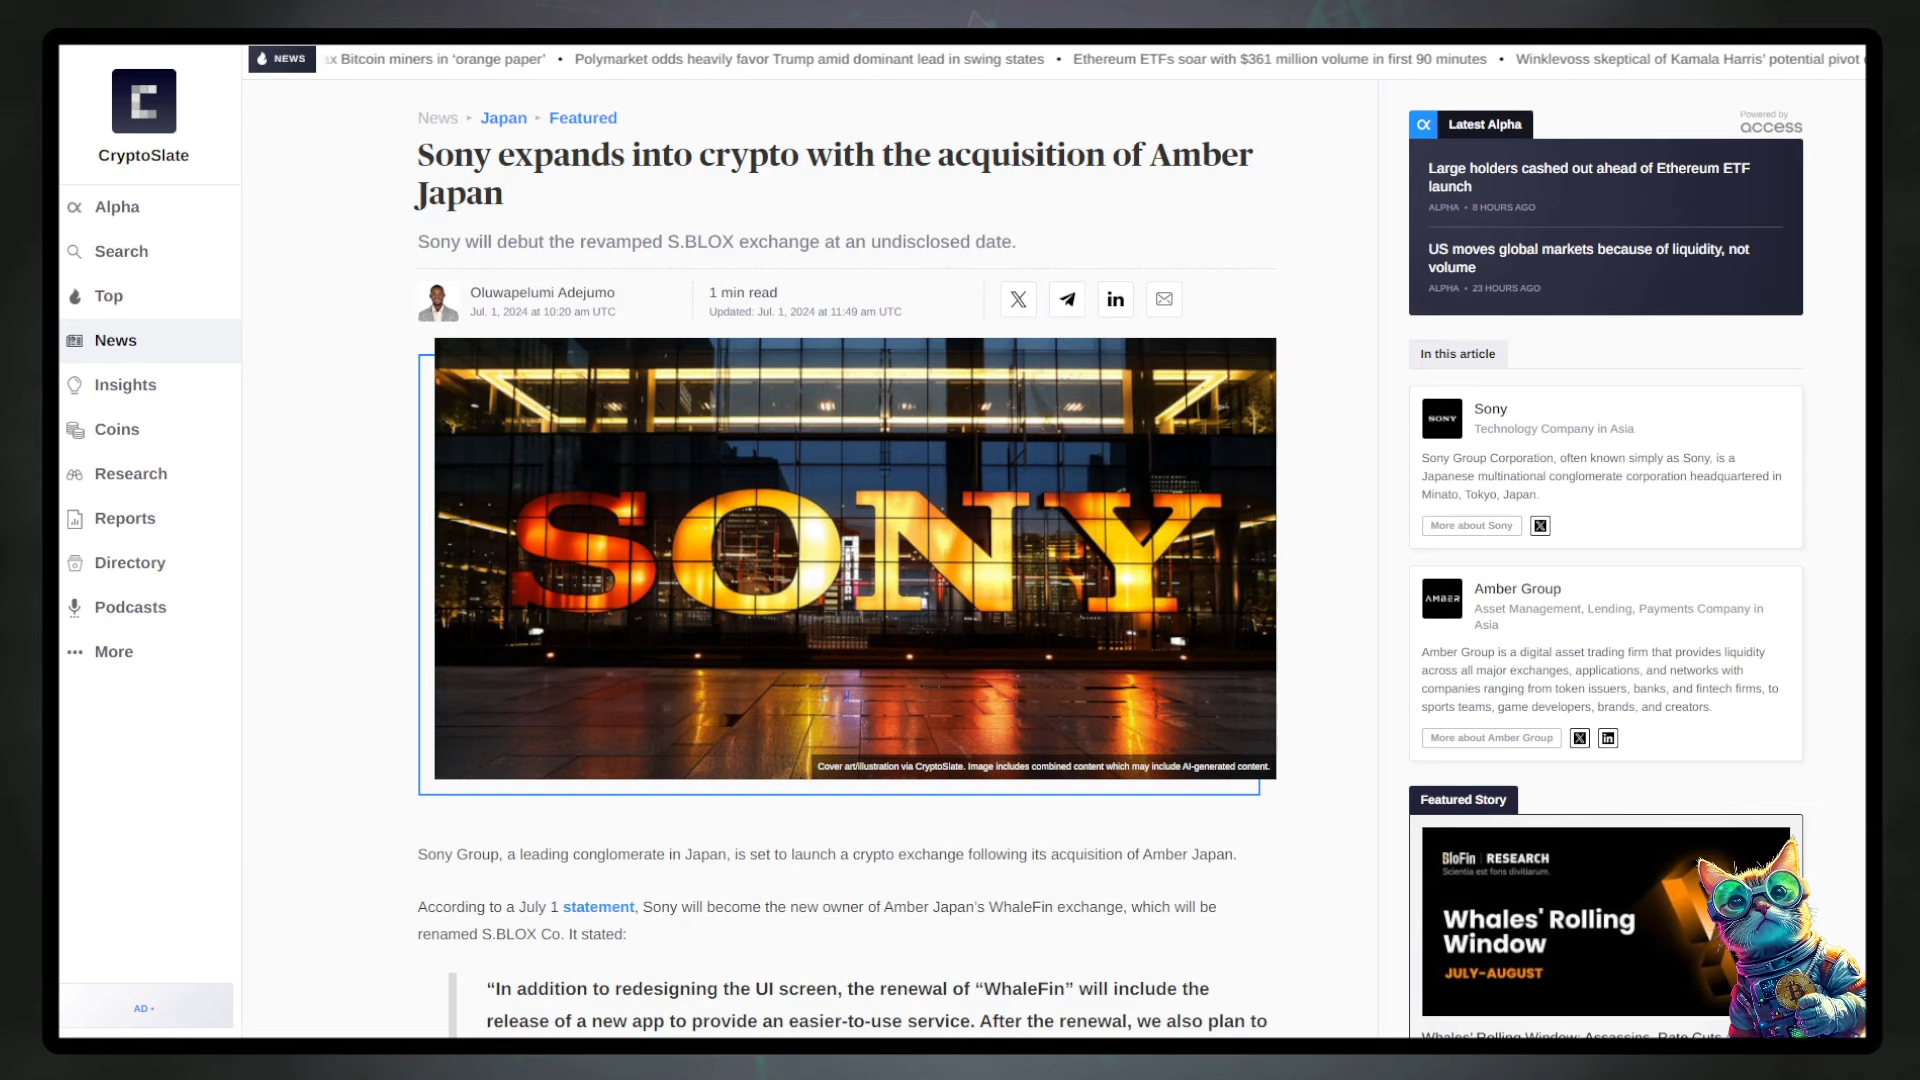 CryptoSlate
Alpha
Search
Top
News
Insights
Coins
Research
Reports
Directory
Podcasts
More
AD •
NEWS
x Bitcoin miners in ‘orange paper’ • Polymarket odds heavily favor Trump amid dominant lead in swing states • Ethereum ETFs soar with $361 million volume in first 90 minutes • Winklevoss skeptical of Kamala Harris’ potential pivot
News ▸ Japan ▸ Featured
Sony expands into crypto with the acquisition of Amber
Japan
Sony will debut the revamped S.BLOX exchange at an undisclosed date.
Oluwapelumi Adejumo
Jul. 1, 2024 at 10:20 am UTC
1 min read
Updated: Jul. 1, 2024 at 11:49 am UTC
SONY
Cover art/illustration via CryptoSlate. Image includes combined content which may include AI-generated content.
Sony Group, a leading conglomerate in Japan, is set to launch a crypto exchange following its acquisition of Amber Japan.
According to a July 1 statement, Sony will become the new owner of Amber Japan’s WhaleFin exchange, which will be
renamed S.BLOX Co. It stated:
“In addition to redesigning the UI screen, the renewal of “WhaleFin” will include the
release of a new app to provide an easier-to-use service. After the renewal, we also plan to
Latest Alpha
Powered by
access
Large holders cashed out ahead of Ethereum ETF
launch
ALPHA • 8 HOURS AGO
US moves global markets because of liquidity, not
volume
ALPHA • 23 HOURS AGO
In this article
SONY
Sony
Technology Company in Asia
Sony Group Corporation, often known simply as Sony, is a
Japanese multinational conglomerate corporation headquartered in
Minato, Tokyo, Japan.
More about Sony
AMBER
Amber Group
Asset Management, Lending, Payments Company in
Asia
Amber Group is a digital asset trading firm that provides liquidity
across all major exchanges, applications, and networks with
companies ranging from token issuers, banks, and fintech firms, to
sports teams, game developers, brands, and creators.
More about Amber Group
Featured Story
BloFin RESEARCH
Scientia est fons divitiarum.
Whales' Rolling
Window
JULY–AUGUST
Whales’ Rolling Window: Assassins, Rate Cuts